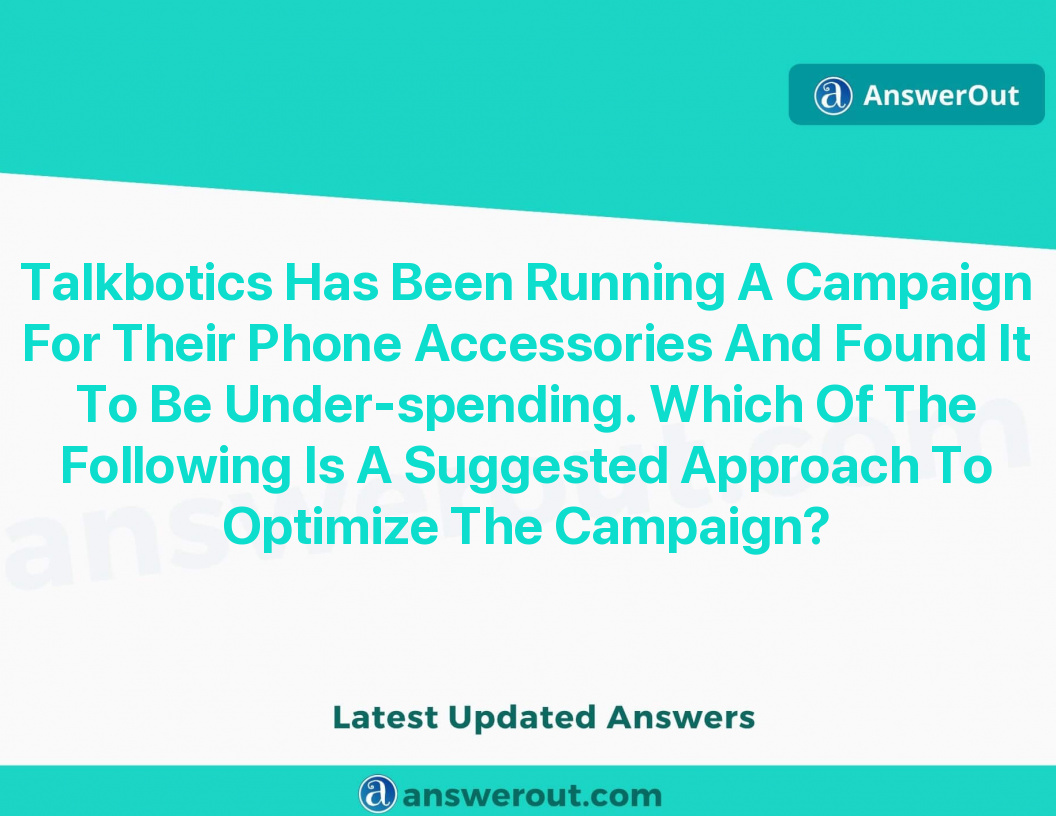 AnswerOut
Talkbotics Has Been Running A Campaign
For Their Phone Accessories And Found It
To Be Under-spending. Which Of The
Following Is A Suggested Approach To
Optimize The Campaign?
answerout.com
Latest Updated Answers
answerout.com